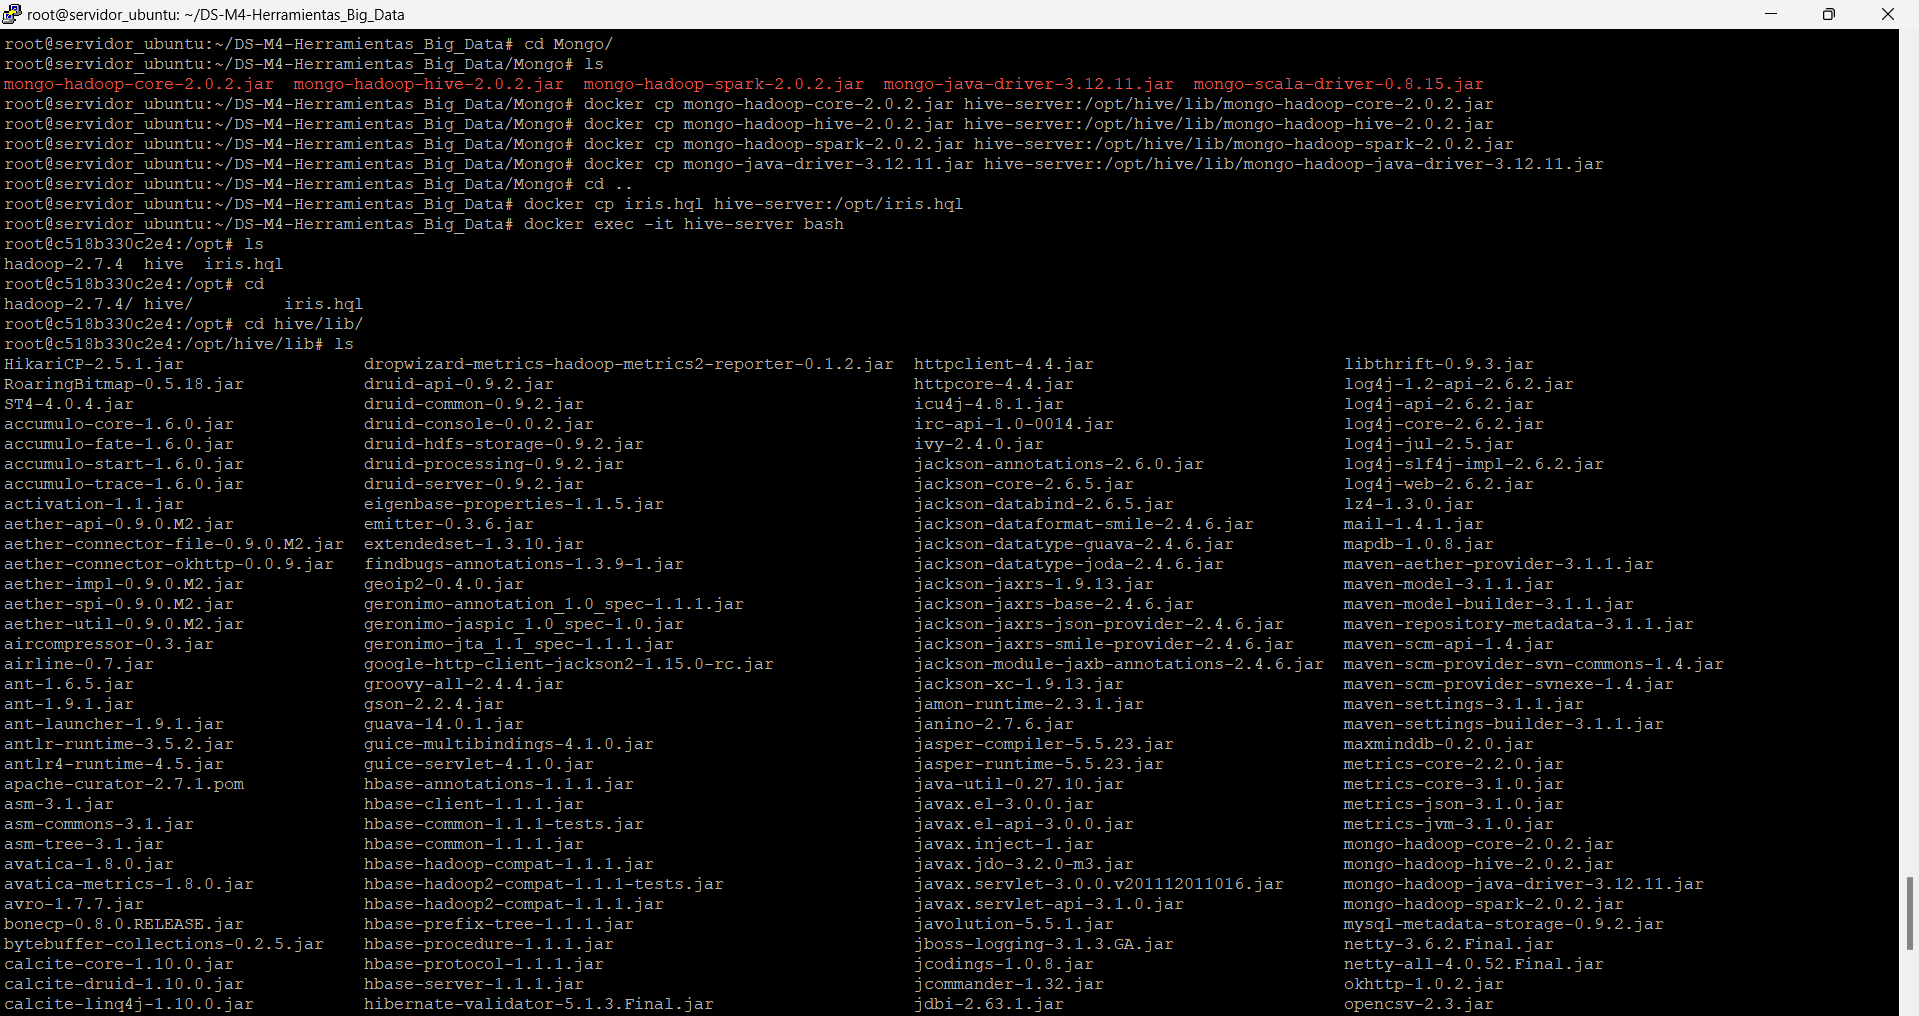 root@servidor_ubuntu: ~/DS-M4-Herramientas_Big_Data
root@servidor_ubuntu:~/DS-M4-Herramientas_Big_Data# cd Mongo/
root@servidor_ubuntu:~/DS-M4-Herramientas_Big_Data/Mongo# ls
mongo-hadoop-core-2.0.2.jar  mongo-hadoop-hive-2.0.2.jar  mongo-hadoop-spark-2.0.2.jar  mongo-java-driver-3.12.11.jar  mongo-scala-driver-0.8.15.jar
root@servidor_ubuntu:~/DS-M4-Herramientas_Big_Data/Mongo# docker cp mongo-hadoop-core-2.0.2.jar hive-server:/opt/hive/lib/mongo-hadoop-core-2.0.2.jar
root@servidor_ubuntu:~/DS-M4-Herramientas_Big_Data/Mongo# docker cp mongo-hadoop-hive-2.0.2.jar hive-server:/opt/hive/lib/mongo-hadoop-hive-2.0.2.jar
root@servidor_ubuntu:~/DS-M4-Herramientas_Big_Data/Mongo# docker cp mongo-hadoop-spark-2.0.2.jar hive-server:/opt/hive/lib/mongo-hadoop-spark-2.0.2.jar
root@servidor_ubuntu:~/DS-M4-Herramientas_Big_Data/Mongo# docker cp mongo-java-driver-3.12.11.jar hive-server:/opt/hive/lib/mongo-hadoop-java-driver-3.12.11.jar
root@servidor_ubuntu:~/DS-M4-Herramientas_Big_Data/Mongo# cd ..
root@servidor_ubuntu:~/DS-M4-Herramientas_Big_Data# docker cp iris.hql hive-server:/opt/iris.hql
root@servidor_ubuntu:~/DS-M4-Herramientas_Big_Data# docker exec -it hive-server bash
root@c518b330c2e4:/opt# ls
hadoop-2.7.4  hive  iris.hql
root@c518b330c2e4:/opt# cd
hadoop-2.7.4/ hive/         iris.hql
root@c518b330c2e4:/opt# cd hive/lib/
root@c518b330c2e4:/opt/hive/lib# ls
HikariCP-2.5.1.jar  dropwizard-metrics-hadoop-metrics2-reporter-0.1.2.jar  httpclient-4.4.jar  libthrift-0.9.3.jar
RoaringBitmap-0.5.18.jar  druid-api-0.9.2.jar  httpcore-4.4.jar  log4j-1.2-api-2.6.2.jar
ST4-4.0.4.jar  druid-common-0.9.2.jar  icu4j-4.8.1.jar  log4j-api-2.6.2.jar
accumulo-core-1.6.0.jar  druid-console-0.0.2.jar  irc-api-1.0-0014.jar  log4j-core-2.6.2.jar
accumulo-fate-1.6.0.jar  druid-hdfs-storage-0.9.2.jar  ivy-2.4.0.jar  log4j-jul-2.5.jar
accumulo-start-1.6.0.jar  druid-processing-0.9.2.jar  jackson-annotations-2.6.0.jar  log4j-slf4j-impl-2.6.2.jar
accumulo-trace-1.6.0.jar  druid-server-0.9.2.jar  jackson-core-2.6.5.jar  log4j-web-2.6.2.jar
activation-1.1.jar  eigenbase-properties-1.1.5.jar  jackson-databind-2.6.5.jar  lz4-1.3.0.jar
aether-api-0.9.0.M2.jar  emitter-0.3.6.jar  jackson-dataformat-smile-2.4.6.jar  mail-1.4.1.jar
aether-connector-file-0.9.0.M2.jar  extendedset-1.3.10.jar  jackson-datatype-guava-2.4.6.jar  mapdb-1.0.8.jar
aether-connector-okhttp-0.0.9.jar  findbugs-annotations-1.3.9-1.jar  jackson-datatype-joda-2.4.6.jar  maven-aether-provider-3.1.1.jar
aether-impl-0.9.0.M2.jar  geoip2-0.4.0.jar  jackson-jaxrs-1.9.13.jar  maven-model-3.1.1.jar
aether-spi-0.9.0.M2.jar  geronimo-annotation_1.0_spec-1.1.1.jar  jackson-jaxrs-base-2.4.6.jar  maven-model-builder-3.1.1.jar
aether-util-0.9.0.M2.jar  geronimo-jaspic_1.0_spec-1.0.jar  jackson-jaxrs-json-provider-2.4.6.jar  maven-repository-metadata-3.1.1.jar
aircompressor-0.3.jar  geronimo-jta_1.1_spec-1.1.1.jar  jackson-jaxrs-smile-provider-2.4.6.jar  maven-scm-api-1.4.jar
airline-0.7.jar  google-http-client-jackson2-1.15.0-rc.jar  jackson-module-jaxb-annotations-2.4.6.jar  maven-scm-provider-svn-commons-1.4.jar
ant-1.6.5.jar  groovy-all-2.4.4.jar  jackson-xc-1.9.13.jar  maven-scm-provider-svnexe-1.4.jar
ant-1.9.1.jar  gson-2.2.4.jar  jamon-runtime-2.3.1.jar  maven-settings-3.1.1.jar
ant-launcher-1.9.1.jar  guava-14.0.1.jar  janino-2.7.6.jar  maven-settings-builder-3.1.1.jar
antlr-runtime-3.5.2.jar  guice-multibindings-4.1.0.jar  jasper-compiler-5.5.23.jar  maxminddb-0.2.0.jar
antlr4-runtime-4.5.jar  guice-servlet-4.1.0.jar  jasper-runtime-5.5.23.jar  metrics-core-2.2.0.jar
apache-curator-2.7.1.pom  hbase-annotations-1.1.1.jar  java-util-0.27.10.jar  metrics-core-3.1.0.jar
asm-3.1.jar  hbase-client-1.1.1.jar  javax.el-3.0.0.jar  metrics-json-3.1.0.jar
asm-commons-3.1.jar  hbase-common-1.1.1-tests.jar  javax.el-api-3.0.0.jar  metrics-jvm-3.1.0.jar
asm-tree-3.1.jar  hbase-common-1.1.1.jar  javax.inject-1.jar  mongo-hadoop-core-2.0.2.jar
avatica-1.8.0.jar  hbase-hadoop-compat-1.1.1.jar  javax.jdo-3.2.0-m3.jar  mongo-hadoop-hive-2.0.2.jar
avatica-metrics-1.8.0.jar  hbase-hadoop2-compat-1.1.1-tests.jar  javax.servlet-3.0.0.v201112011016.jar  mongo-hadoop-java-driver-3.12.11.jar
avro-1.7.7.jar  hbase-hadoop2-compat-1.1.1.jar  javax.servlet-api-3.1.0.jar  mongo-hadoop-spark-2.0.2.jar
bonecp-0.8.0.RELEASE.jar  hbase-prefix-tree-1.1.1.jar  javolution-5.5.1.jar  mysql-metadata-storage-0.9.2.jar
bytebuffer-collections-0.2.5.jar  hbase-procedure-1.1.1.jar  jboss-logging-3.1.3.GA.jar  netty-3.6.2.Final.jar
calcite-core-1.10.0.jar  hbase-protocol-1.1.1.jar  jcodings-1.0.8.jar  netty-all-4.0.52.Final.jar
calcite-druid-1.10.0.jar  hbase-server-1.1.1.jar  jcommander-1.32.jar  okhttp-1.0.2.jar
calcite-linq4j-1.10.0.jar  hibernate-validator-5.1.3.Final.jar  jdbi-2.63.1.jar  opencsv-2.3.jar